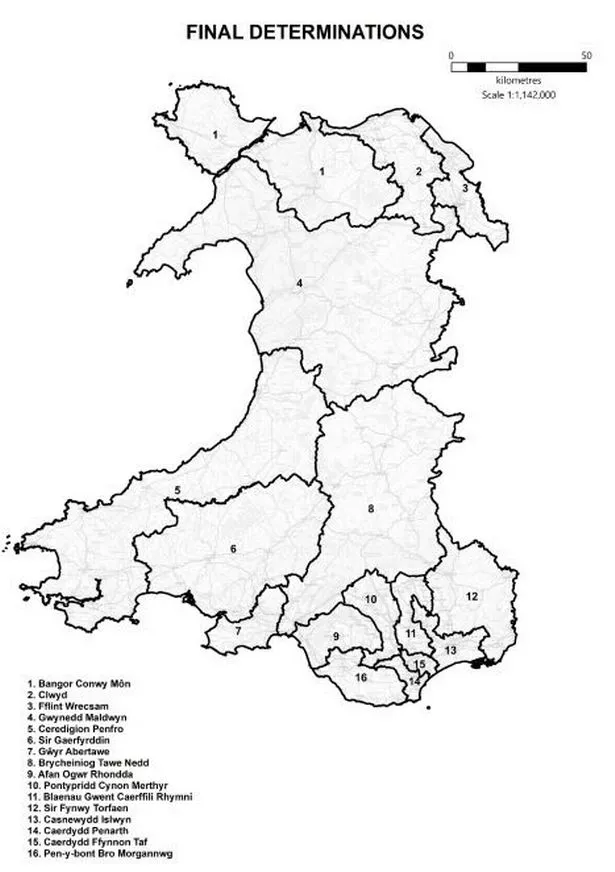 FINAL DETERMINATIONS
0 50
kilometres
Scale 1:1,142,000
1
1
2
3
4
5
6
7
8
9
10
11
12
13
14
15
16
1. Bangor Conwy Môn
2. Clwyd
3. Fflint Wrecsam
4. Gwynedd Maldwyn
5. Ceredigion Penfro
6. Sir Gaerfyrddin
7. Gŵyr Abertawe
8. Brycheiniog Tawe Nedd
9. Afan Ogwr Rhondda
10. Pontypridd Cynon Merthyr
11. Blaenau Gwent Caerffili Rhymni
12. Sir Fynwy Torfaen
13. Casnewydd Islwyn
14. Caerdydd Penarth
15. Caerdydd Ffynnon Taf
16. Pen-y-bont Bro Morgannwg